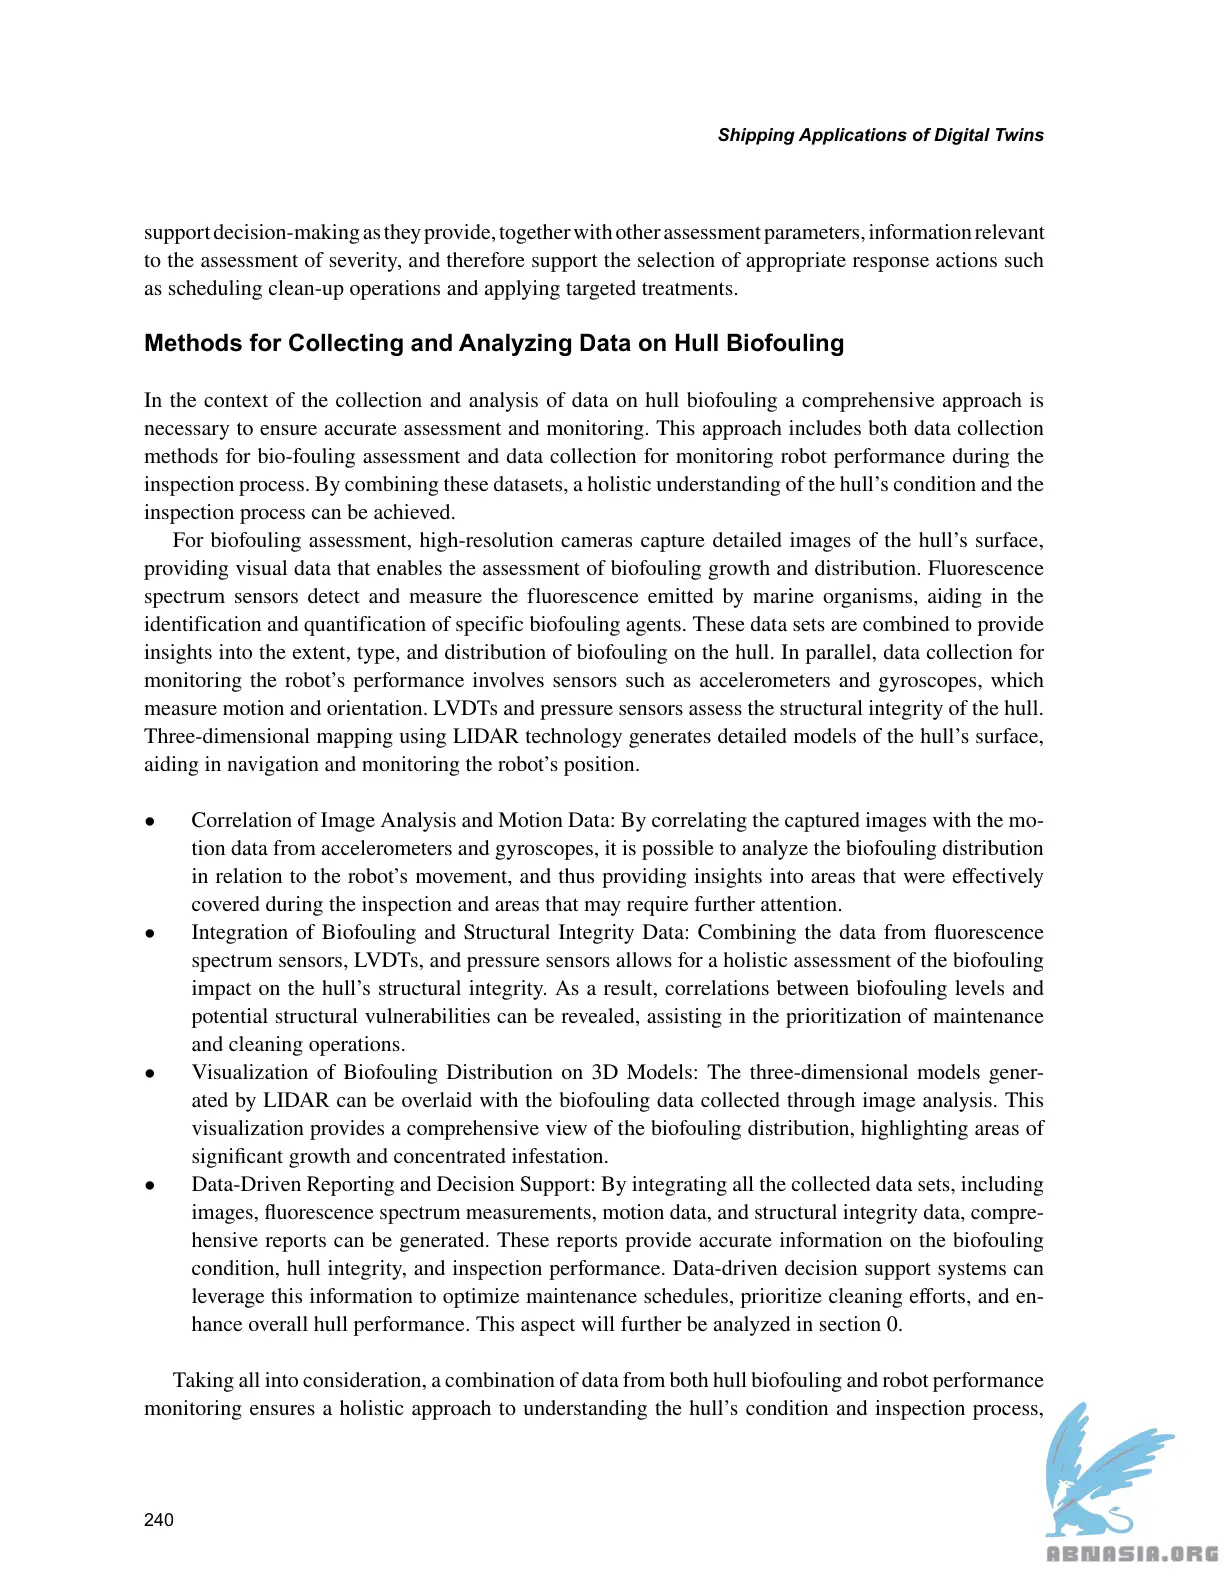 Shipping Applications of Digital Twins
support decision-making as they provide, together with other assessment parameters, information relevant
to the assessment of severity, and therefore support the selection of appropriate response actions such
as scheduling clean-up operations and applying targeted treatments.
Methods for Collecting and Analyzing Data on Hull Biofouling
In the context of the collection and analysis of data on hull biofouling a comprehensive approach is
necessary to ensure accurate assessment and monitoring. This approach includes both data collection
methods for bio-fouling assessment and data collection for monitoring robot performance during the
inspection process. By combining these datasets, a holistic understanding of the hull's condition and the
inspection process can be achieved.
For biofouling assessment, high-resolution cameras capture detailed images of the hull's surface,
providing visual data that enables the assessment of biofouling growth and distribution. Fluorescence
spectrum sensors detect and measure the fluorescence emitted by marine organisms, aiding in the
identification and quantification of specific biofouling agents. These data sets are combined to provide
insights into the extent, type, and distribution of biofouling on the hull. In parallel, data collection for
monitoring the robot's performance involves sensors such as accelerometers and gyroscopes, which
measure motion and orientation. LVDTs and pressure sensors assess the structural integrity of the hull.
Three-dimensional mapping using LIDAR technology generates detailed models of the hull's surface,
aiding in navigation and monitoring the robot's position.
● Correlation of Image Analysis and Motion Data: By correlating the captured images with the mo-
tion data from accelerometers and gyroscopes, it is possible to analyze the biofouling distribution
in relation to the robot's movement, and thus providing insights into areas that were effectively
covered during the inspection and areas that may require further attention.
● Integration of Biofouling and Structural Integrity Data: Combining the data from fluorescence
spectrum sensors, LVDTs, and pressure sensors allows for a holistic assessment of the biofouling
impact on the hull's structural integrity. As a result, correlations between biofouling levels and
potential structural vulnerabilities can be revealed, assisting in the prioritization of maintenance
and cleaning operations.
● Visualization of Biofouling Distribution on 3D Models: The three-dimensional models gener-
ated by LIDAR can be overlaid with the biofouling data collected through image analysis. This
visualization provides a comprehensive view of the biofouling distribution, highlighting areas of
significant growth and concentrated infestation.
● Data-Driven Reporting and Decision Support: By integrating all the collected data sets, including
images, fluorescence spectrum measurements, motion data, and structural integrity data, compre-
hensive reports can be generated. These reports provide accurate information on the biofouling
condition, hull integrity, and inspection performance. Data-driven decision support systems can
leverage this information to optimize maintenance schedules, prioritize cleaning efforts, and en-
hance overall hull performance. This aspect will further be analyzed in section 0.
Taking all into consideration, a combination of data from both hull biofouling and robot performance
monitoring ensures a holistic approach to understanding the hull's condition and inspection process,
240
ABNASIA.ORG